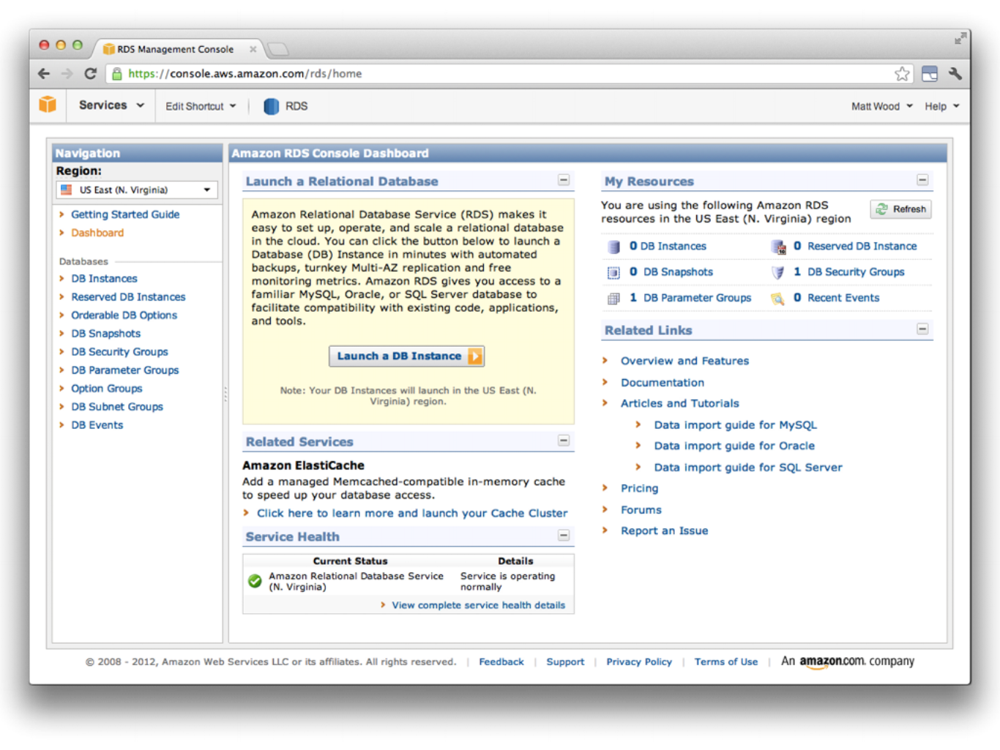 RDS Management Console
https://console.aws.amazon.com/rds/home
Services
Edit Shortcut
RDS
Matt Wood
Help
Navigation
Region:
US East (N. Virginia)
Getting Started Guide
Dashboard
Databases
DB Instances
Reserved DB Instances
Orderable DB Options
DB Snapshots
DB Security Groups
DB Parameter Groups
Option Groups
DB Subnet Groups
DB Events
Amazon RDS Console Dashboard
Launch a Relational Database
Amazon Relational Database Service (RDS) makes it
easy to set up, operate, and scale a relational database
in the cloud. You can click the button below to launch a
Database (DB) Instance in minutes with automated
backups, turnkey Multi-AZ replication and free
monitoring metrics. Amazon RDS gives you access to a
familiar MySQL, Oracle, or SQL Server database to
facilitate compatibility with existing code, applications,
and tools.
Launch a DB Instance
Note: Your DB Instances will launch in the US East (N.
Virginia) region.
Related Services
Amazon ElastiCache
Add a managed Memcached-compatible in-memory cache
to speed up your database access.
Click here to learn more and launch your Cache Cluster
Service Health
Current Status Details
Amazon Relational Database Service
(N. Virginia)
Service is operating
normally
View complete service health details
My Resources
You are using the following Amazon RDS
resources in the US East (N. Virginia) region
Refresh
0 DB Instances
0 Reserved DB Instance
0 DB Snapshots
1 DB Security Groups
1 DB Parameter Groups
0 Recent Events
Related Links
Overview and Features
Documentation
Articles and Tutorials
Data import guide for MySQL
Data import guide for Oracle
Data import guide for SQL Server
Pricing
Forums
Report an Issue
© 2008 - 2012, Amazon Web Services LLC or its affiliates. All rights reserved. | Feedback | Support | Privacy Policy | Terms of Use | An amazon.com. company